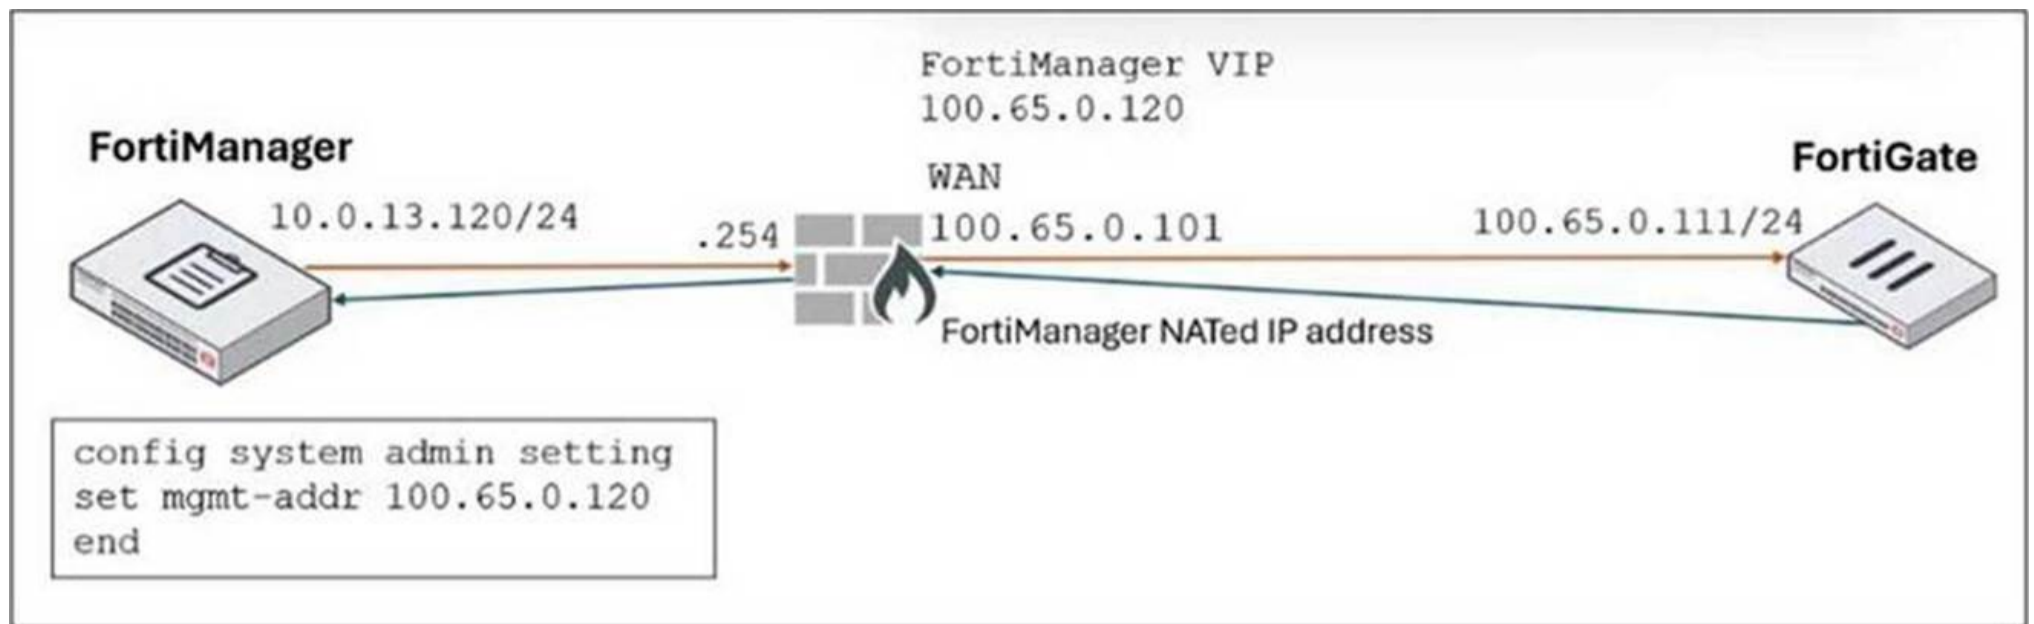 FortiManager VIP
100.65.0.120
FortiManager
FortiGate
WAN
10.0.13.120/24
.254
100.65.0.101
100.65.0.111/24
FortiManager NATed IP address
config system admin setting
set mgmt-addr 100.65.0.120
end